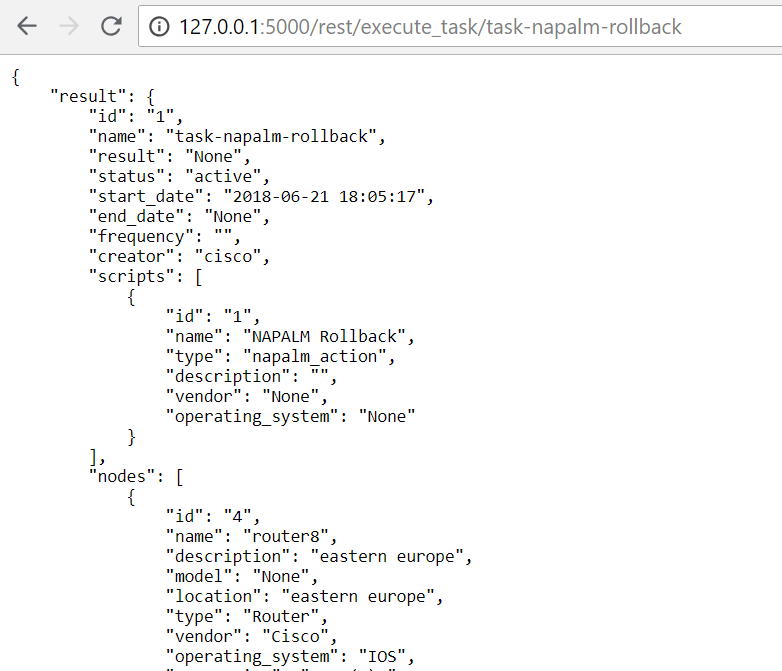 127.0.0.1:5000/rest/execute_task/task-napalm-rollback
{
    "result": {
        "id": "1",
        "name": "task-napalm-rollback",
        "result": "None",
        "status": "active",
        "start_date": "2018-06-21 18:05:17",
        "end_date": "None",
        "frequency": "",
        "creator": "cisco",
        "scripts": [
            {
                "id": "1",
                "name": "NAPALM Rollback",
                "type": "napalm_action",
                "description": "",
                "vendor": "None",
                "operating_system": "None"
            }
        ],
        "nodes": [
            {
                "id": "4",
                "name": "router8",
                "description": "eastern europe",
                "model": "None",
                "location": "eastern europe",
                "type": "Router",
                "vendor": "Cisco",
                "operating_system": "IOS",